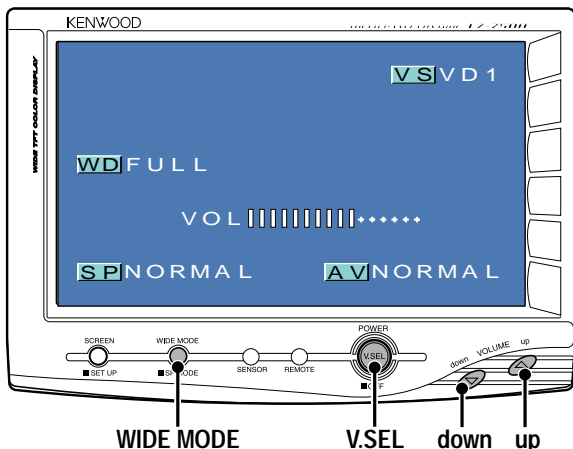 KENWOOD
WIDE TFT COLOR DISPLAY
VS VD1
WD FULL
VOL
SP NORMAL AV NORMAL
POWER
SCREEN WIDE MODE V.SEL down VOLUME up
■SET UP SENSOR REMOTE ■OFF
WIDE MODE V.SEL down up